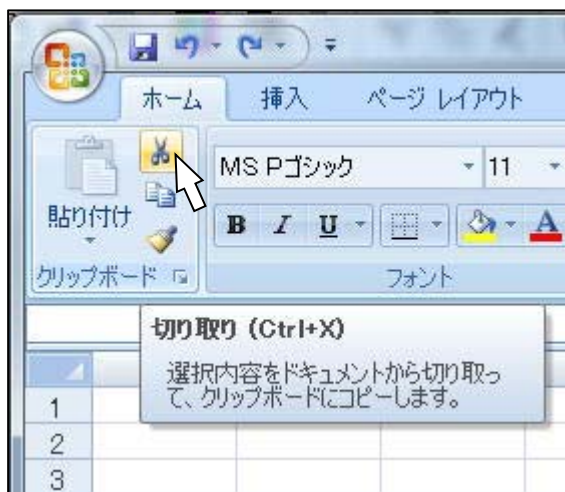 ホーム 挿入 ページ レイアウト
MS Pゴシック 11
貼り付け B I U A
クリップボード フォント
切り取り (Ctrl+X)
選択内容をドキュメントから切り取っ
て、クリップボードにコピーします。
1
2
3